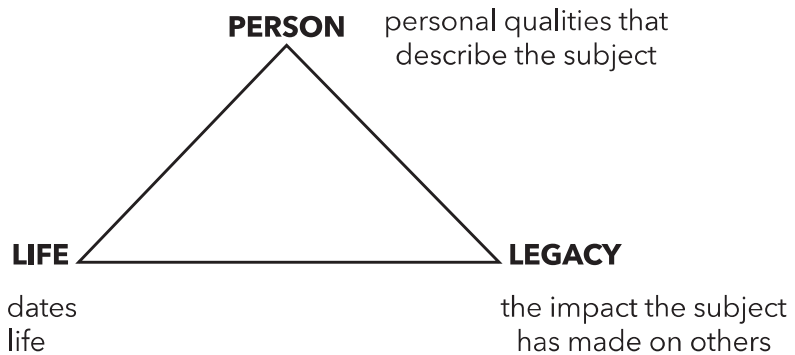 PERSON
personal qualities that
describe the subject
LIFE
LEGACY
dates
life
the impact the subject
has made on others